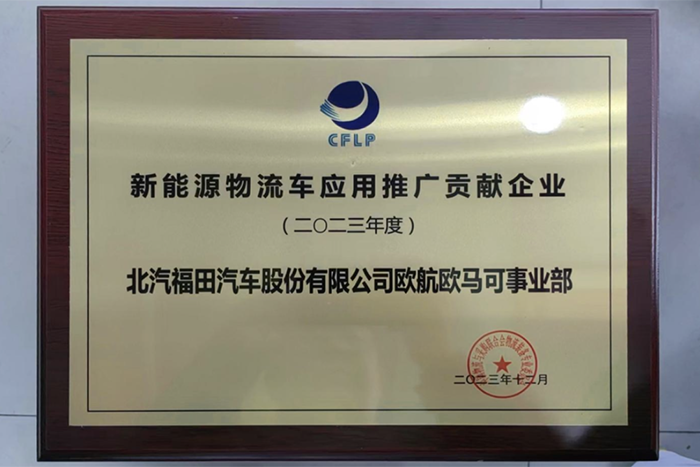 CFLP
新能源物流车应用推广贡献企业
（二〇二三年度）
北汽福田汽车股份有限公司欧航欧马可事业部
二〇二三年十二月